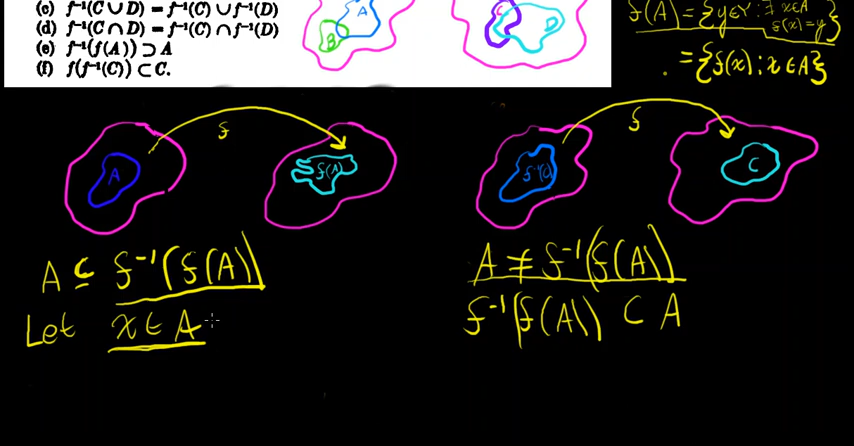 (c) f⁻¹(C ∪ D) = f⁻¹(C) ∪ f⁻¹(D)
(d) f⁻¹(C ∩ D) = f⁻¹(C) ∩ f⁻¹(D)
(e) f⁻¹(f(A)) ⊃ A
(f) f(f⁻¹(C)) ⊂ C.
A
B
C
D
f(A) = {y∈Y: ∃ x∈A f(x)=y}
= {f(x); x∈A}
f
A
f(A)
f
f⁻¹(C)
C
A ⊆ f⁻¹(f(A))
Let x ∈ A
A ≠ f⁻¹(f(A))
f⁻¹(f(A)) ⊂ A